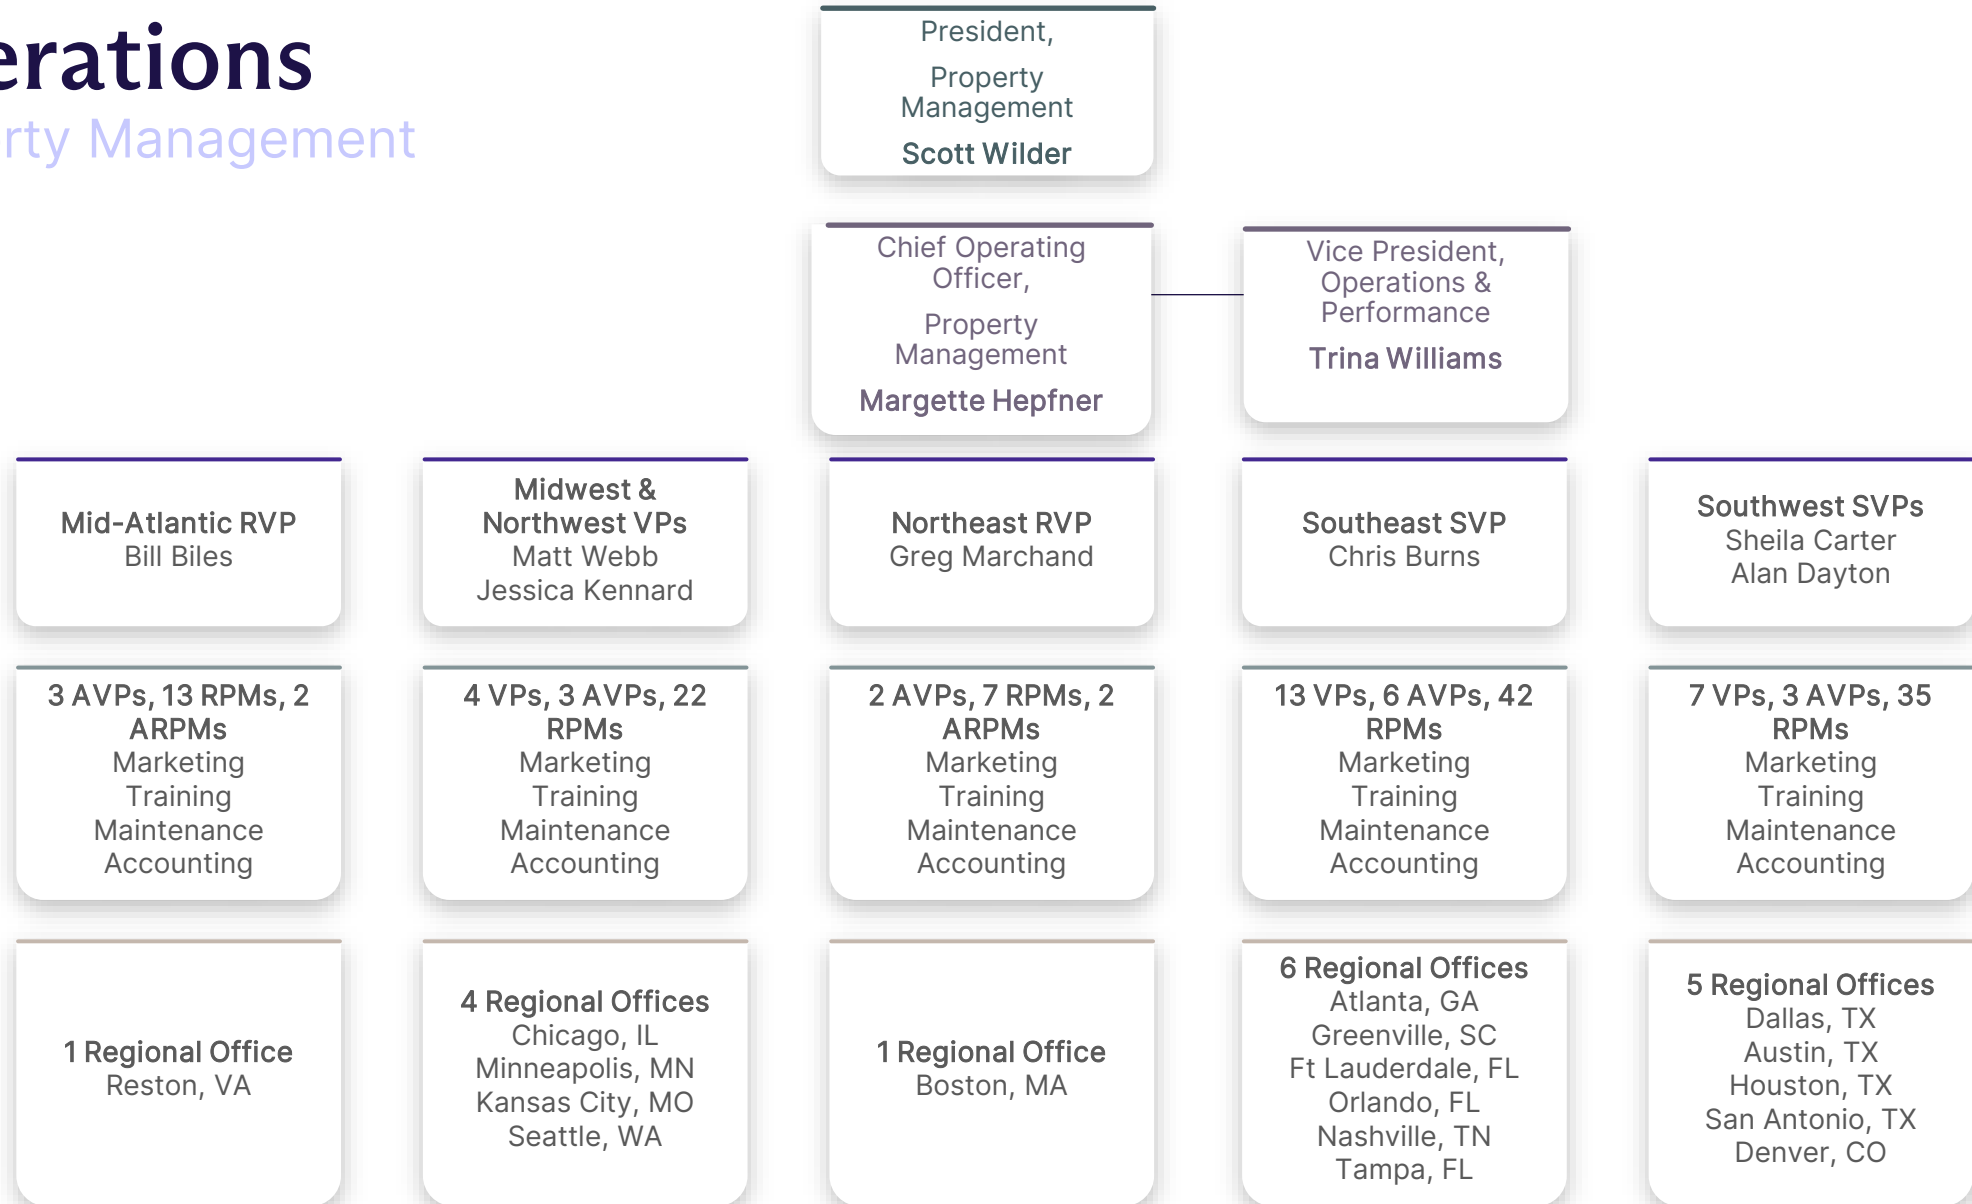 erations
rty Management
President,
Property
Management
Scott Wilder
Chief Operating
Officer,
Property
Management
Margette Hepfner
Vice President,
Operations &
Performance
Trina Williams
Mid-Atlantic RVP
Bill Biles
Midwest &
Northwest VPs
Matt Webb
Jessica Kennard
Northeast RVP
Greg Marchand
Southeast SVP
Chris Burns
Southwest SVPs
Sheila Carter
Alan Dayton
3 AVPs, 13 RPMs, 2
ARPMs
Marketing
Training
Maintenance
Accounting
4 VPs, 3 AVPs, 22
RPMs
Marketing
Training
Maintenance
Accounting
2 AVPs, 7 RPMs, 2
ARPMs
Marketing
Training
Maintenance
Accounting
13 VPs, 6 AVPs, 42
RPMs
Marketing
Training
Maintenance
Accounting
7 VPs, 3 AVPs, 35
RPMs
Marketing
Training
Maintenance
Accounting
1 Regional Office
Reston, VA
4 Regional Offices
Chicago, IL
Minneapolis, MN
Kansas City, MO
Seattle, WA
1 Regional Office
Boston, MA
6 Regional Offices
Atlanta, GA
Greenville, SC
Ft Lauderdale, FL
Orlando, FL
Nashville, TN
Tampa, FL
5 Regional Offices
Dallas, TX
Austin, TX
Houston, TX
San Antonio, TX
Denver, CO